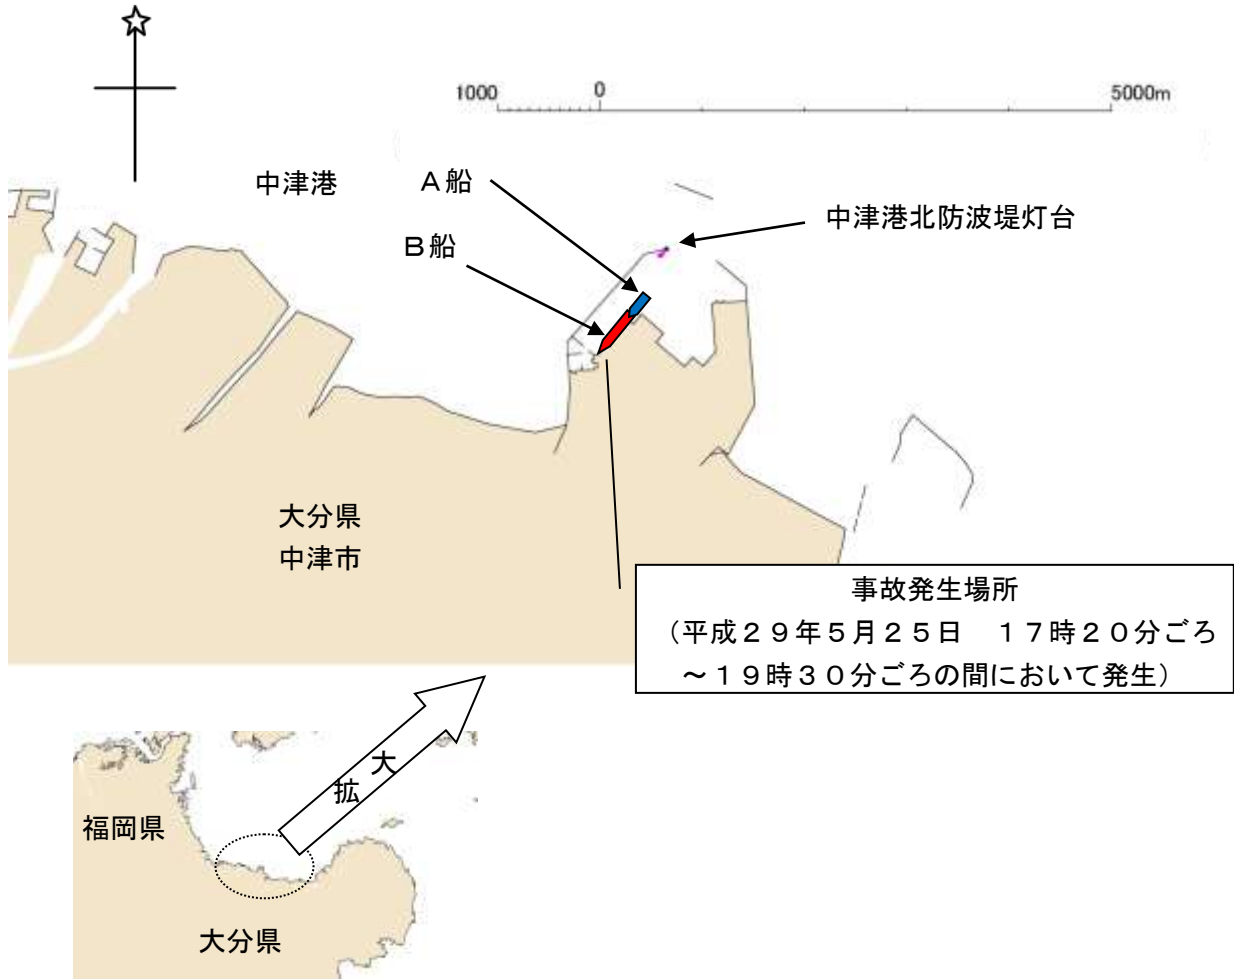 1000 0 5000m
中津港
A船
中津港北防波堤灯台
B船
大分県
中津市
事故発生場所
（平成２９年５月２５日　１７時２０分ごろ
～１９時３０分ごろの間において発生）
拡大
福岡県
大分県